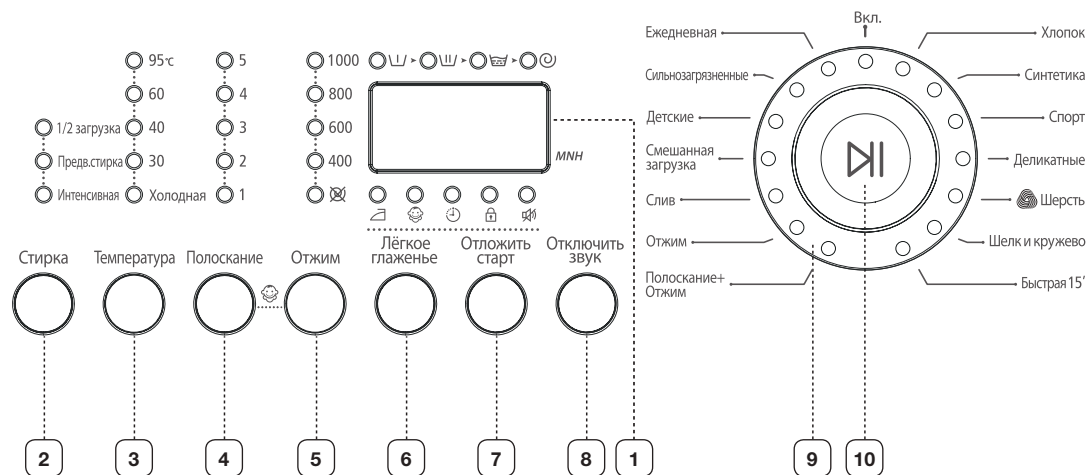 95°c
60
40
30
Холодная
1/2 загрузка
Предв.стирка
Интенсивная
5
4
3
2
1
1000
800
600
400
MNH
Стирка
Температура
Полоскание
Отжим
Лёгкое
глаженье
Отложить
старт
Отключить
звук
Вкл.
Ежедневная
Сильнозагрязненные
Детские
Смешанная
загрузка
Слив
Отжим
Полоскание+
Отжим
Хлопок
Синтетика
Спорт
Деликатные
Шерсть
Шелк и кружево
Быстрая 15'
2
3
4
5
6
7
8
1
9
10